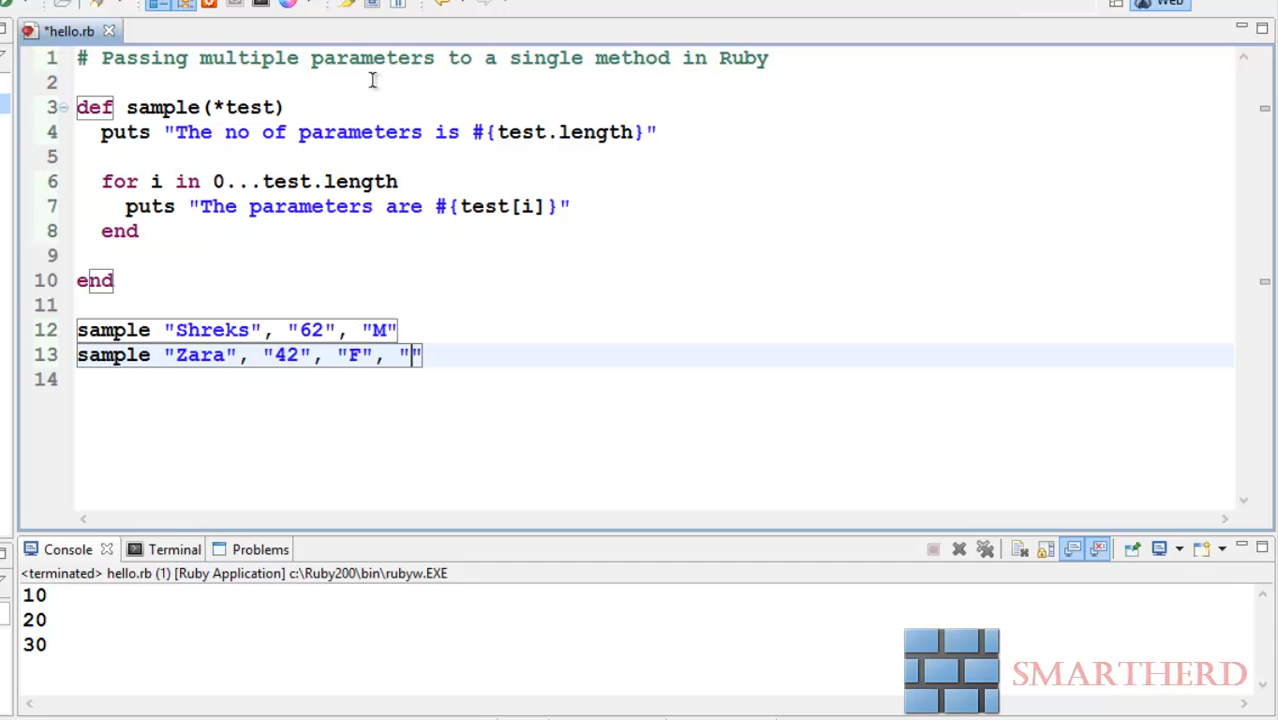 Web
*hello.rb
1 # Passing multiple parameters to a single method in Ruby
2
3 def sample(*test)
4 puts "The no of parameters is #{test.length}"
5
6 for i in 0...test.length
7 puts "The parameters are #{test[i]}"
8 end
9
10 end
11
12 sample "Shreks", "62", "M"
13 sample "Zara", "42", "F", ""
14
Console Terminal Problems
<terminated> hello.rb (1) [Ruby Application] c:\Ruby200\bin\rubyw.EXE
10
20
30
SMARTHERD